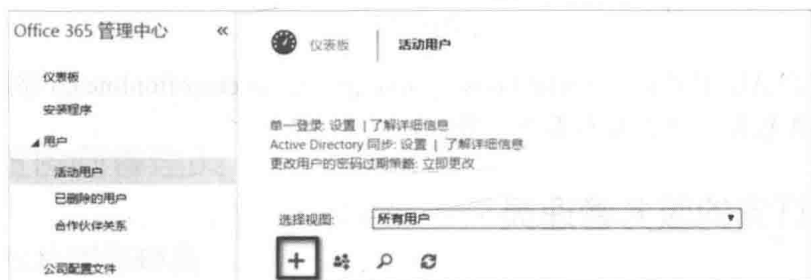 Office 365 管理中心 «
仪表板
安装程序
用户
活动用户
已删除的用户
合作伙伴关系
公司配置文件
仪表板 | 活动用户
单一登录: 设置 | 了解详细信息
Active Directory 同步: 设置 | 了解详细信息
更改用户的密码过期策略: 立即更改
选择视图: 所有用户